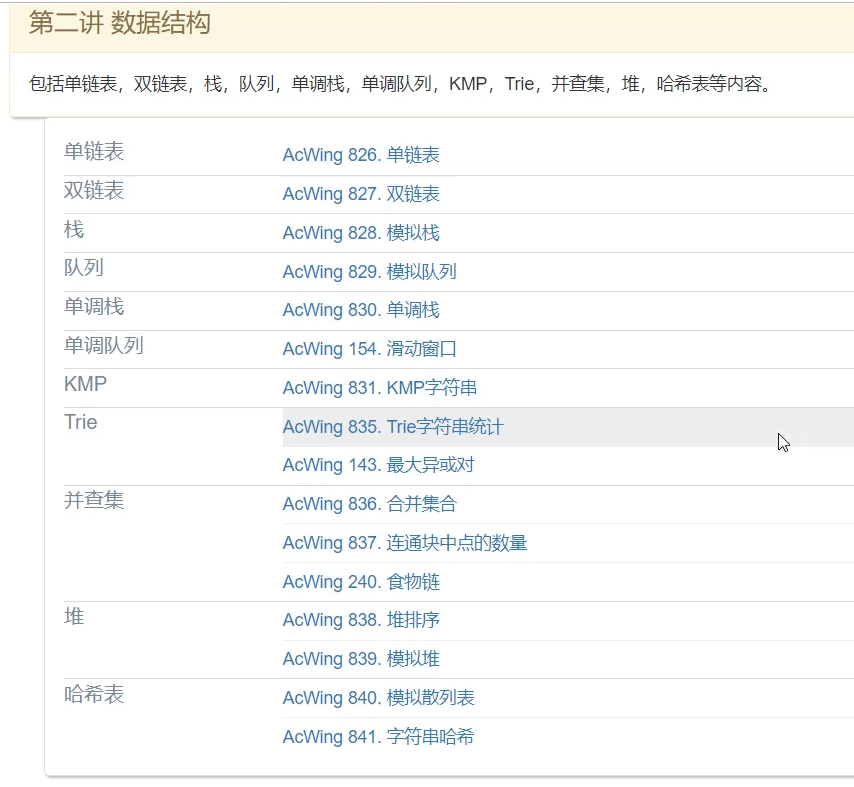 第二讲 数据结构
包括单链表，双链表，栈，队列，单调栈，单调队列，KMP，Trie，并查集，堆，哈希表等内容。
单链表 AcWing 826. 单链表
双链表 AcWing 827. 双链表
栈 AcWing 828. 模拟栈
队列 AcWing 829. 模拟队列
单调栈 AcWing 830. 单调栈
单调队列 AcWing 154. 滑动窗口
KMP AcWing 831. KMP字符串
Trie AcWing 835. Trie字符串统计
AcWing 143. 最大异或对
并查集 AcWing 836. 合并集合
AcWing 837. 连通块中点的数量
AcWing 240. 食物链
堆 AcWing 838. 堆排序
AcWing 839. 模拟堆
哈希表 AcWing 840. 模拟散列表
AcWing 841. 字符串哈希